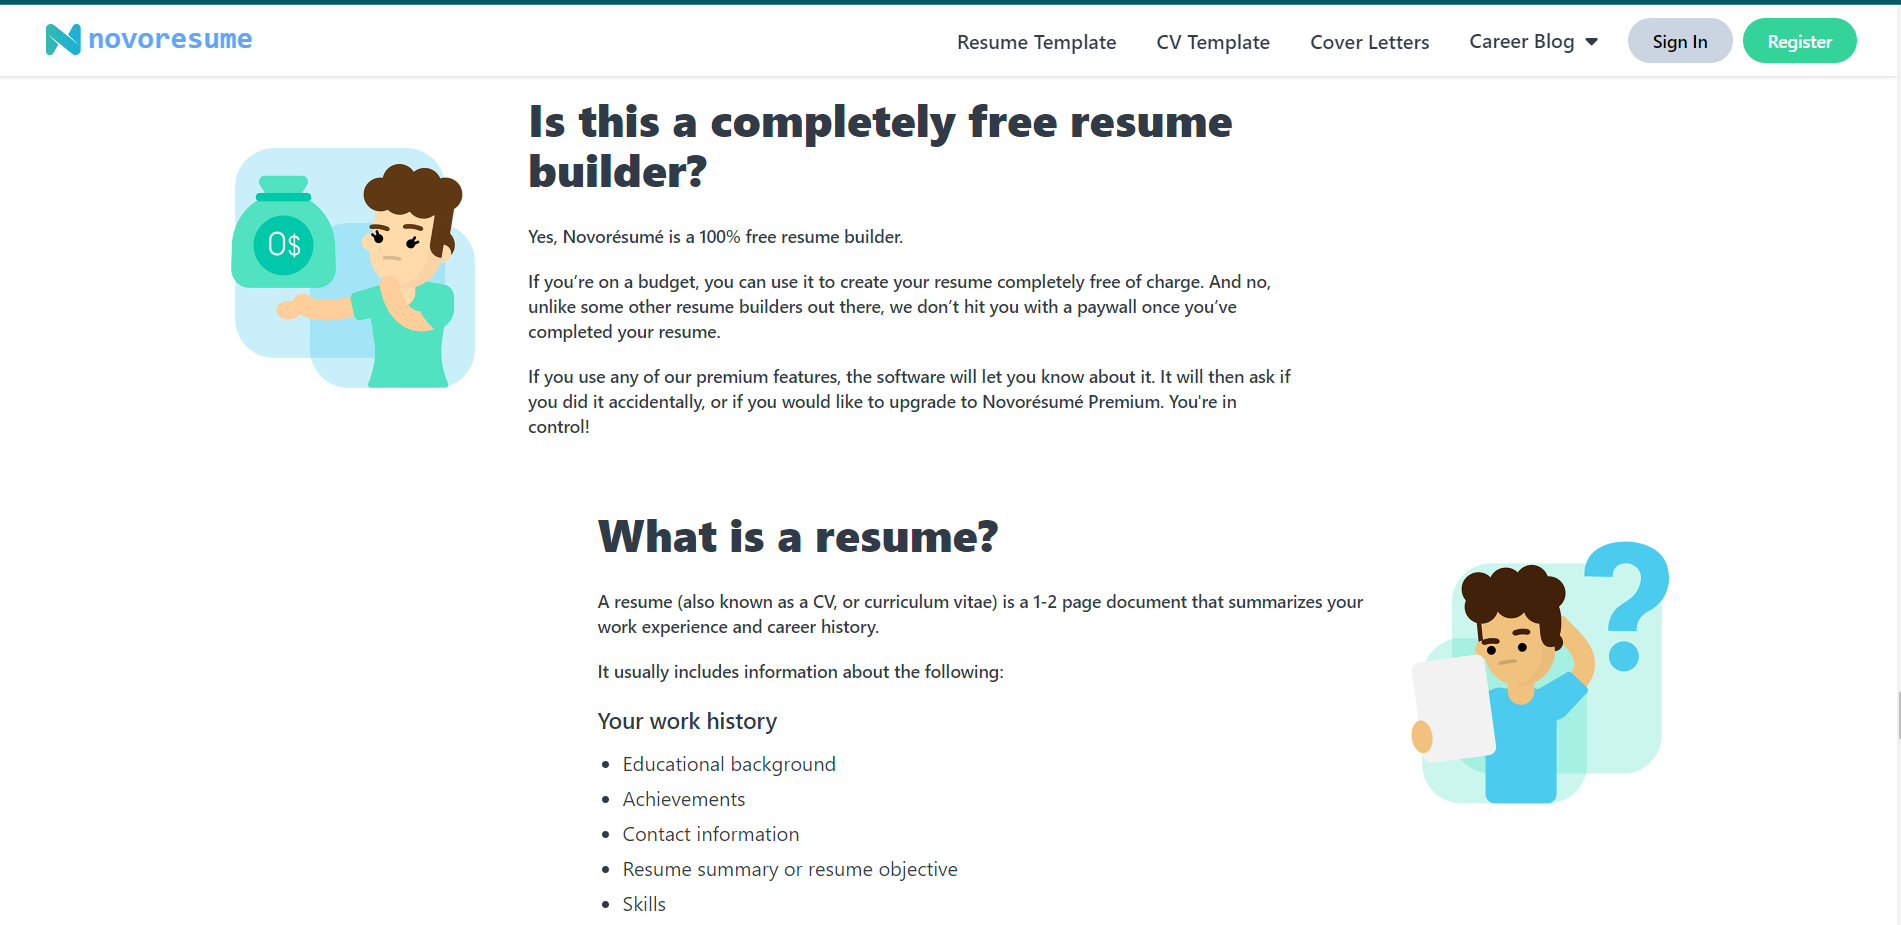 novoresume
Resume Template
CV Template
Cover Letters
Career Blog
Sign In
Register
Is this a completely free resume
builder?
0$
Yes, Novorésumé is a 100% free resume builder.
If you’re on a budget, you can use it to create your resume completely free of charge. And no,
unlike some other resume builders out there, we don’t hit you with a paywall once you’ve
completed your resume.
If you use any of our premium features, the software will let you know about it. It will then ask if
you did it accidentally, or if you would like to upgrade to Novorésumé Premium. You're in
control!
What is a resume?
?
A resume (also known as a CV, or curriculum vitae) is a 1-2 page document that summarizes your
work experience and career history.
It usually includes information about the following:
Your work history
• Educational background
• Achievements
• Contact information
• Resume summary or resume objective
• Skills